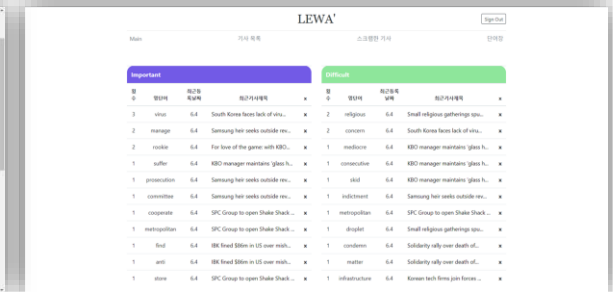 LEWA'
Sign Out
Main 기사 목록 스크랩한 기사 단어장
Important
횟수 영단어 최근등록날짜 최근기사제목 x
3 virus 6.4 South Korea faces lack of viru... x
2 manage 6.4 Samsung heir seeks outside rev... x
2 rookie 6.4 For love of the game: with KBO... x
1 suffer 6.4 KBO manager maintains 'glass h... x
1 prosecution 6.4 Samsung heir seeks outside rev... x
1 committee 6.4 Samsung heir seeks outside rev... x
1 cooperate 6.4 SPC Group to open Shake Shack ... x
1 metropolitan 6.4 SPC Group to open Shake Shack ... x
1 find 6.4 IBK fined $86m in US over mish... x
1 anti 6.4 IBK fined $86m in US over mish... x
1 store 6.4 SPC Group to open Shake Shack ... x
Difficult
횟수 영단어 최근등록날짜 최근기사제목 x
2 religious 6.4 Small religious gatherings spu... x
2 concern 6.4 South Korea faces lack of viru... x
1 mediocre 6.4 KBO manager maintains 'glass h... x
1 consecutive 6.4 KBO manager maintains 'glass h... x
1 skid 6.4 KBO manager maintains 'glass h... x
1 indictment 6.4 Samsung heir seeks outside rev... x
1 metropolitan 6.4 SPC Group to open Shake Shack ... x
1 droplet 6.4 Small religious gatherings spu... x
1 condemn 6.4 Solidarity rally over death of... x
1 matter 6.4 Solidarity rally over death of... x
1 infrastructure 6.4 Korean tech firms join forces ... x